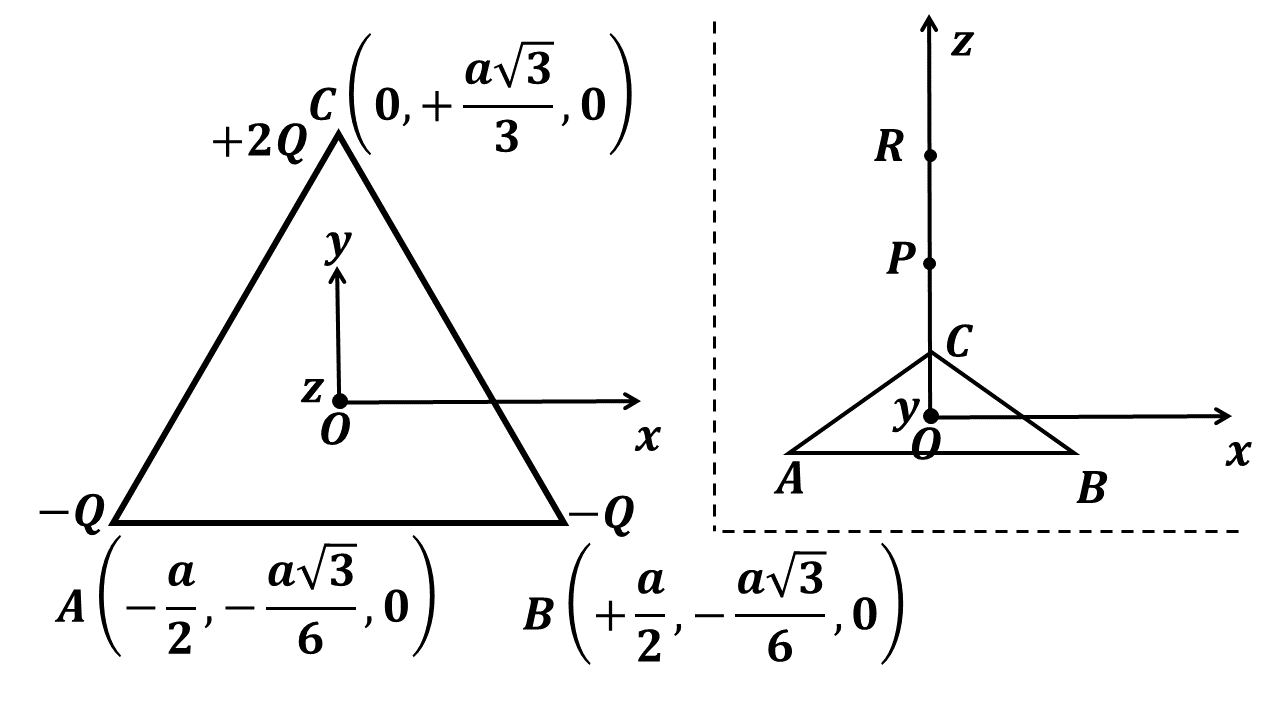 C(0, +a√3/3, 0)
+2Q
y
z
O
x
−Q
−Q
A(−a/2, −a√3/6, 0)
B(+a/2, −a√3/6, 0)
z
R
P
C
y
O
x
A
B